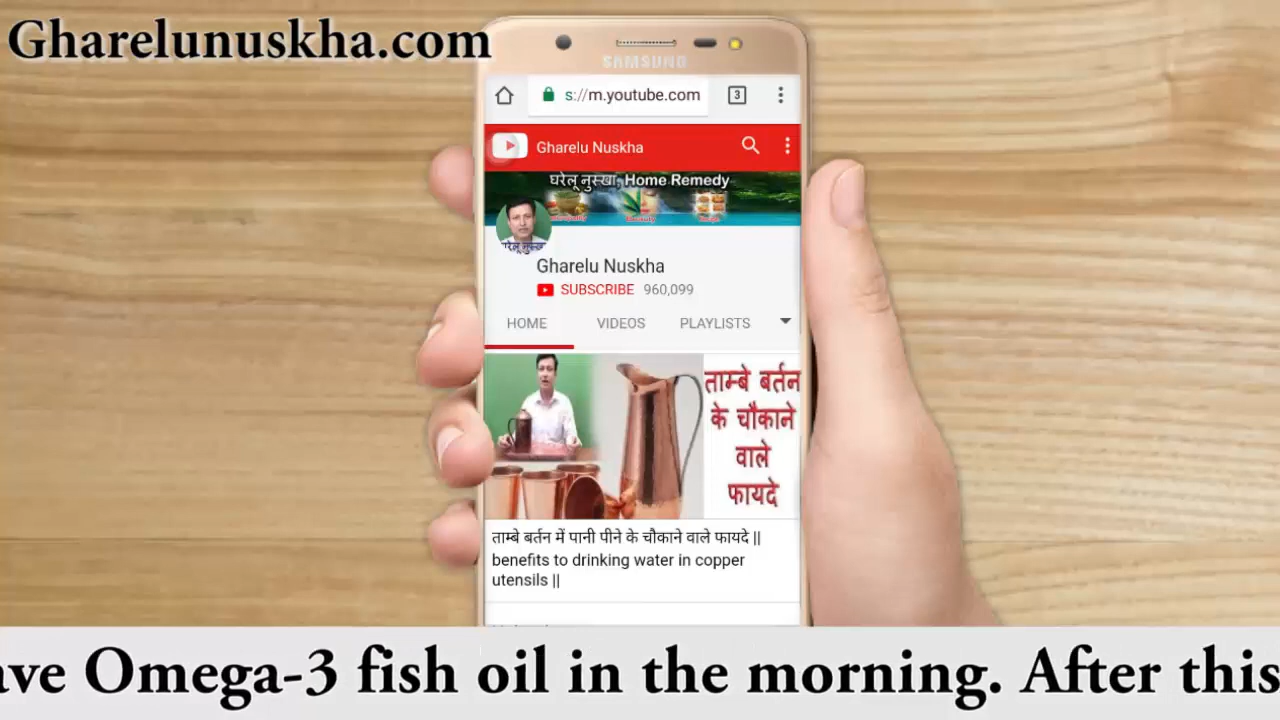 Gharelunuskha.com
SAMSUNG
s://m.youtube.com
3
Gharelu Nuskha
घरेलू नुस्खा, Home Remedy
घरेलू नुस्खा
Gharelu Nuskha
SUBSCRIBE 960,099
HOME VIDEOS PLAYLISTS
ताम्बे बर्तन
के चौकाने
वाले
फायदे
ताम्बे बर्तन में पानी पीने के चौकाने वाले फायदे ||
benefits to drinking water in copper
utensils ||
ave Omega-3 fish oil in the morning. After this